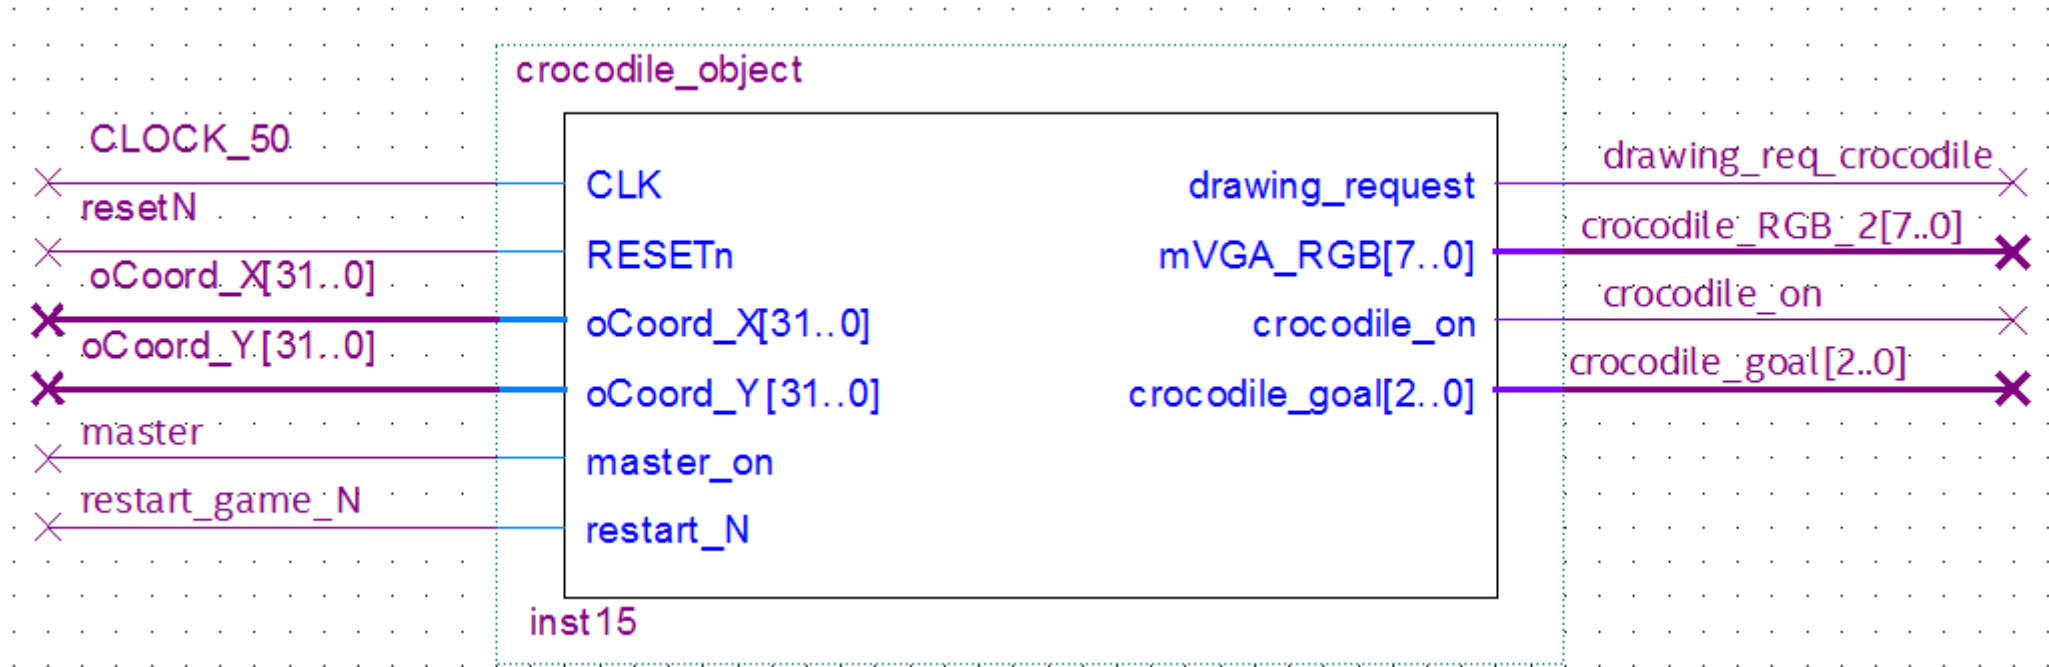 crocodile_object
CLOCK_50
CLK
drawing_request
drawing_req_crocodile
resetN
RESETn
mVGA_RGB[7..0]
crocodile_RGB_2[7..0]
oCoord_X[31..0]
oCoord_X[31..0]
crocodile_on
crocodile_on
oCoord_Y[31..0]
oCoord_Y[31..0]
crocodile_goal[2..0]
crocodile_goal[2..0]
master
master_on
restart_game_N
restart_N
inst15